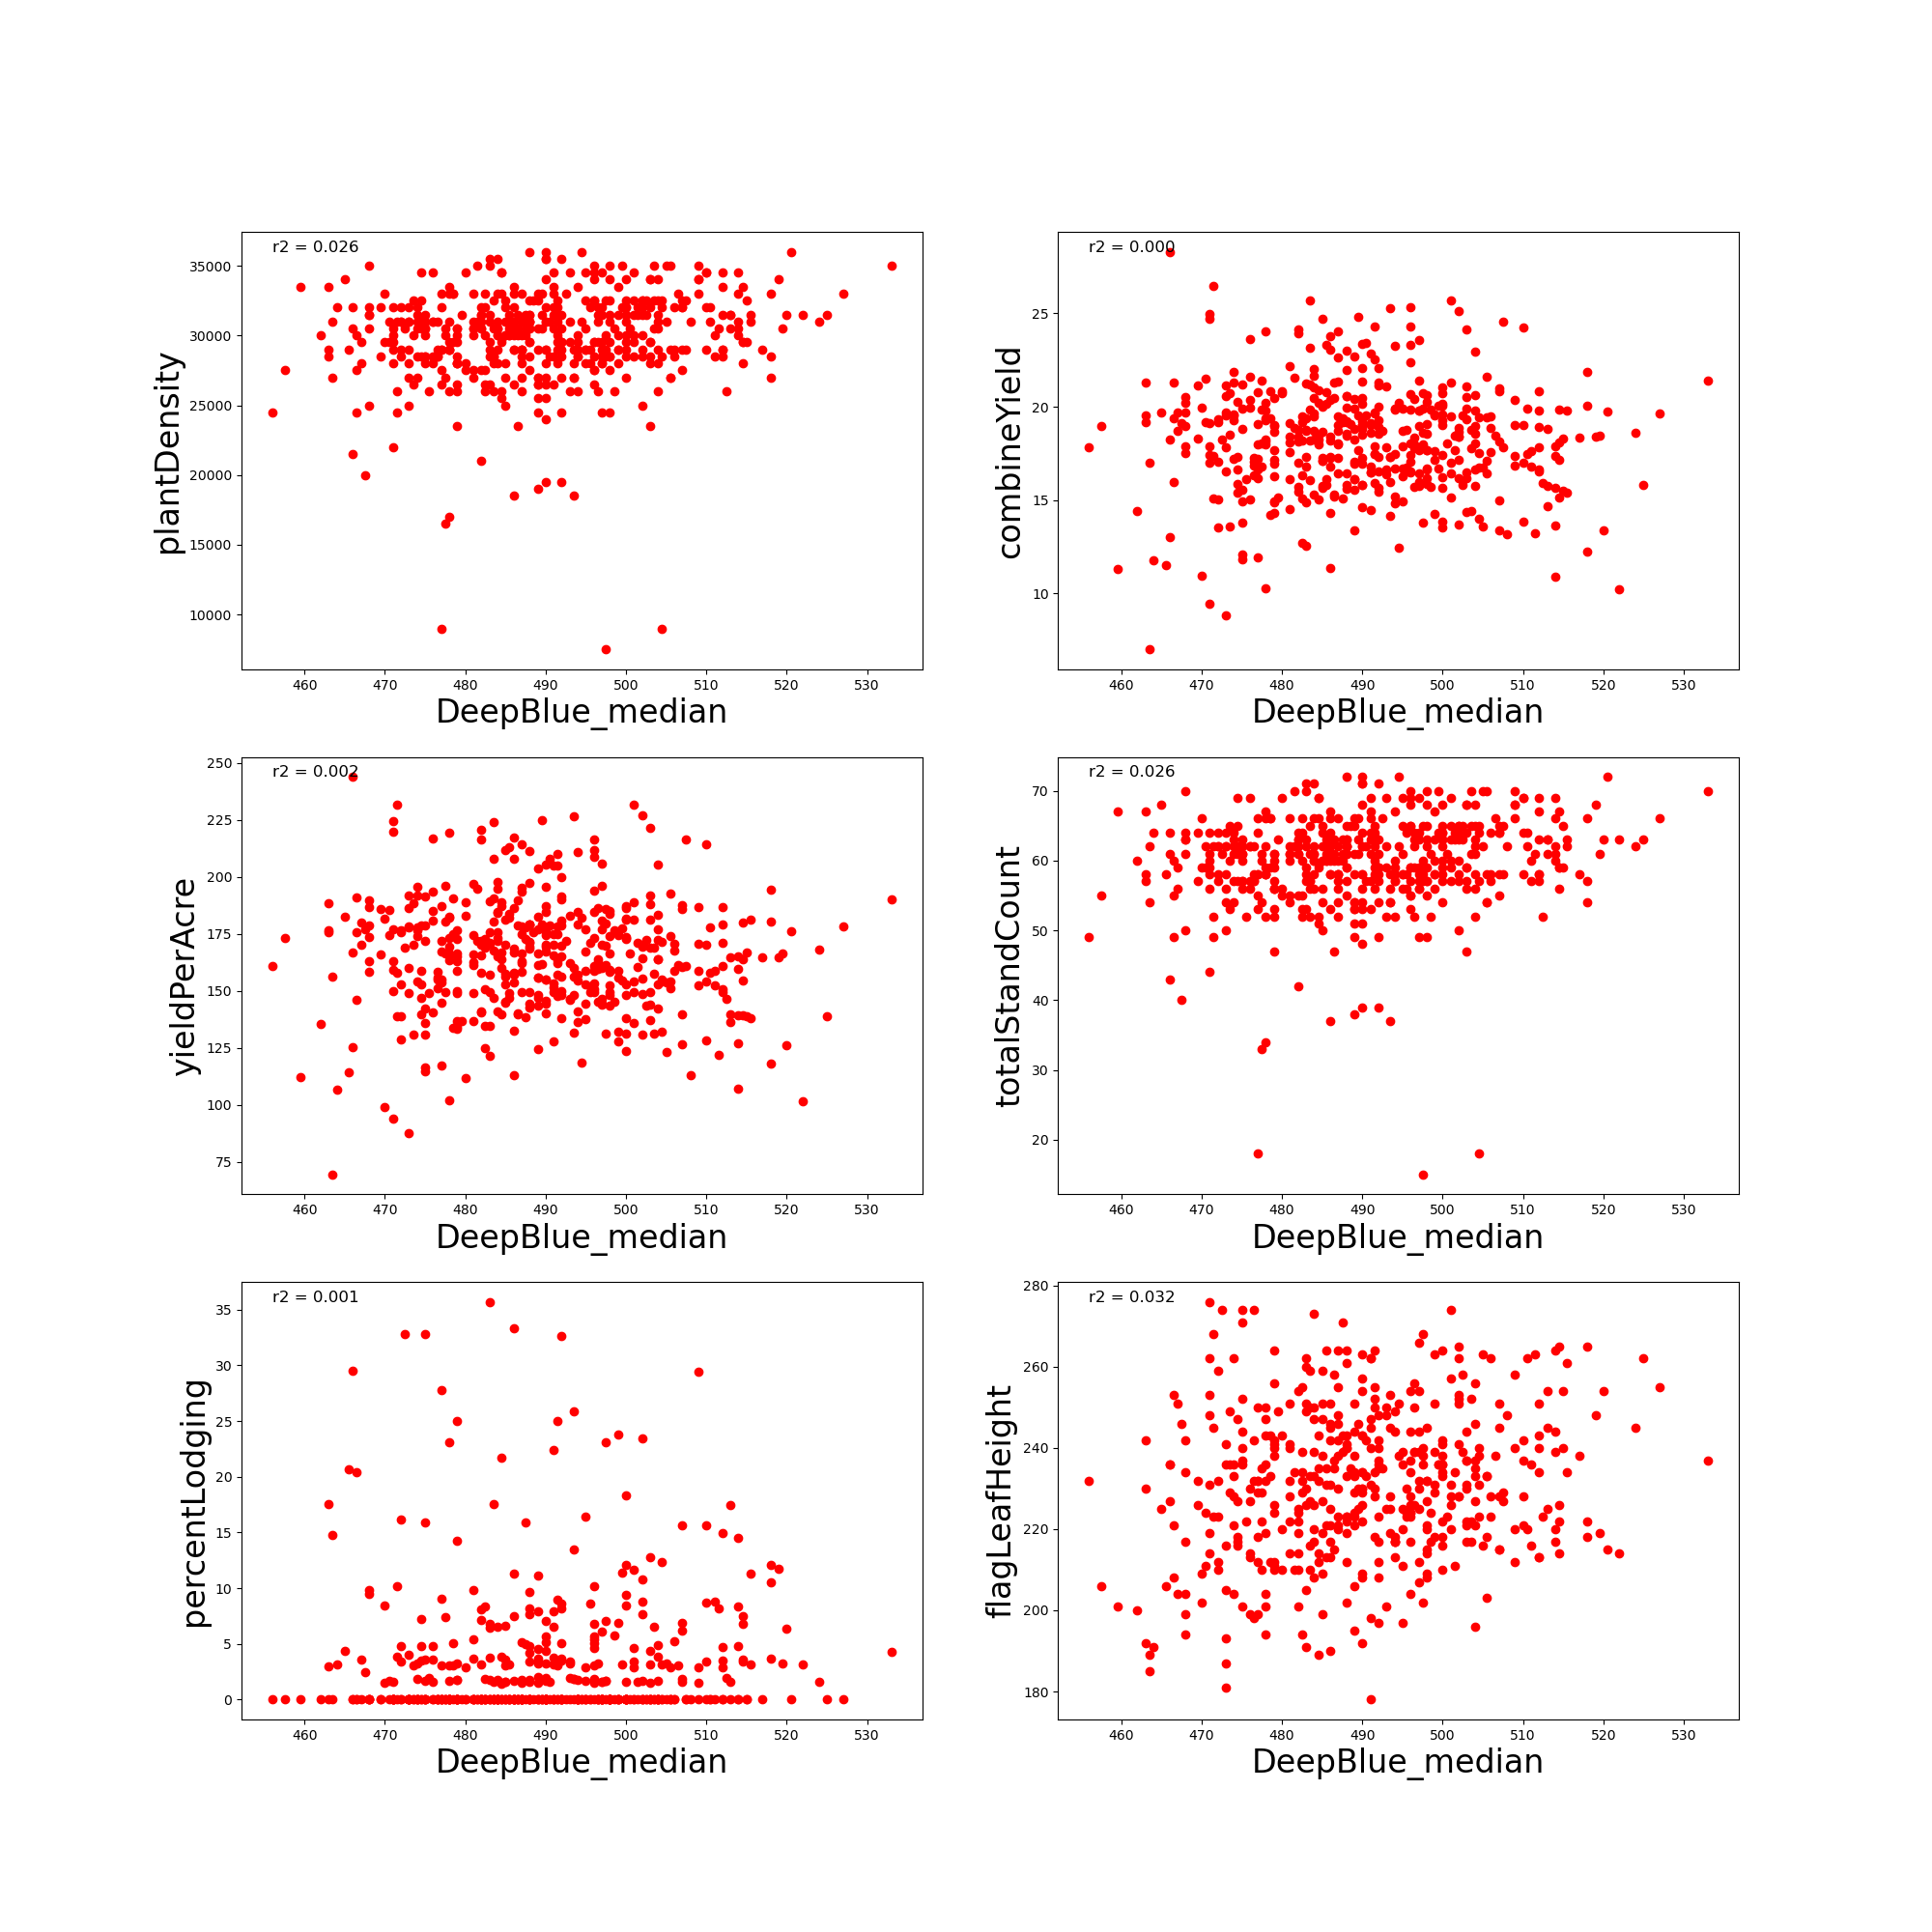 r2 = 0.026
35000
30000
25000
20000
15000
10000
plantDensity
460 470 480 490 500 510 520 530
DeepBlue_median
r2 = 0.000
25
20
15
10
combineYield
460 470 480 490 500 510 520 530
DeepBlue_median
r2 = 0.002
250
225
200
175
150
125
100
75
yieldPerAcre
460 470 480 490 500 510 520 530
DeepBlue_median
r2 = 0.026
70
60
50
40
30
20
totalStandCount
460 470 480 490 500 510 520 530
DeepBlue_median
r2 = 0.001
35
30
25
20
15
10
5
0
percentLodging
460 470 480 490 500 510 520 530
DeepBlue_median
r2 = 0.032
280
260
240
220
200
180
flagLeafHeight
460 470 480 490 500 510 520 530
DeepBlue_median